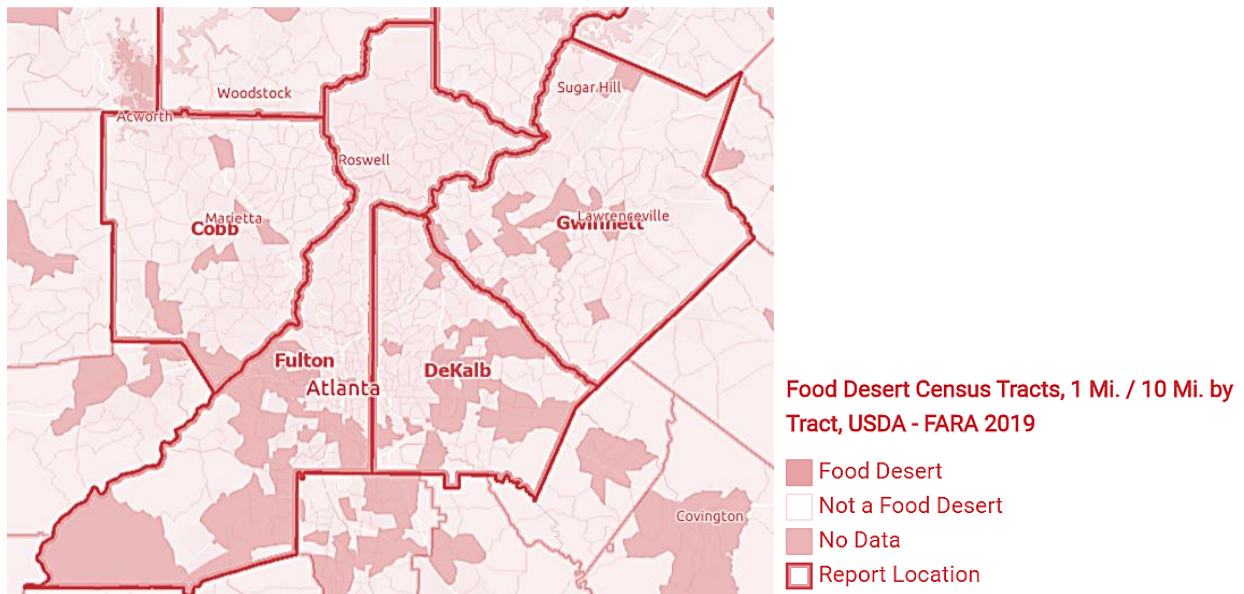 Woodstock
Sugar Hill
Acworth
Roswell
Marietta
Cobb
Lawrenceville
Gwinnett
Fulton
DeKalb
Atlanta
Covington
Food Desert Census Tracts, 1 Mi. / 10 Mi. by
Tract, USDA - FARA 2019
Food Desert
Not a Food Desert
No Data
Report Location